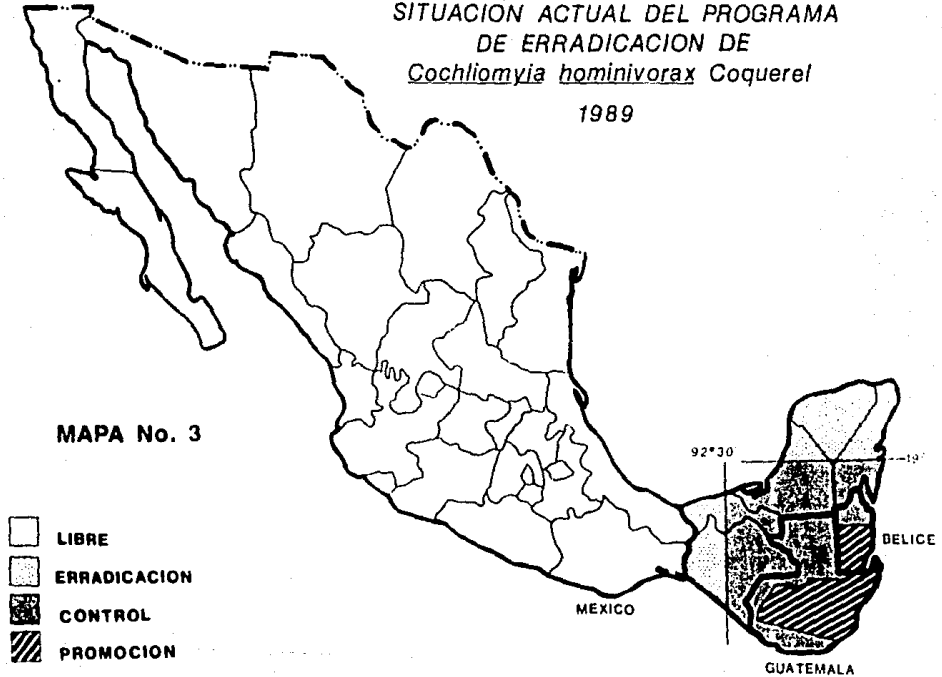 SITUACION ACTUAL DEL PROGRAMA
DE ERRADICACION DE
Cochliomyia hominivorax Coquerel
1989
MAPA No. 3
92°30
19°
BELICE
LIBRE
ERRADICACION
CONTROL
PROMOCION
MEXICO
GUATEMALA